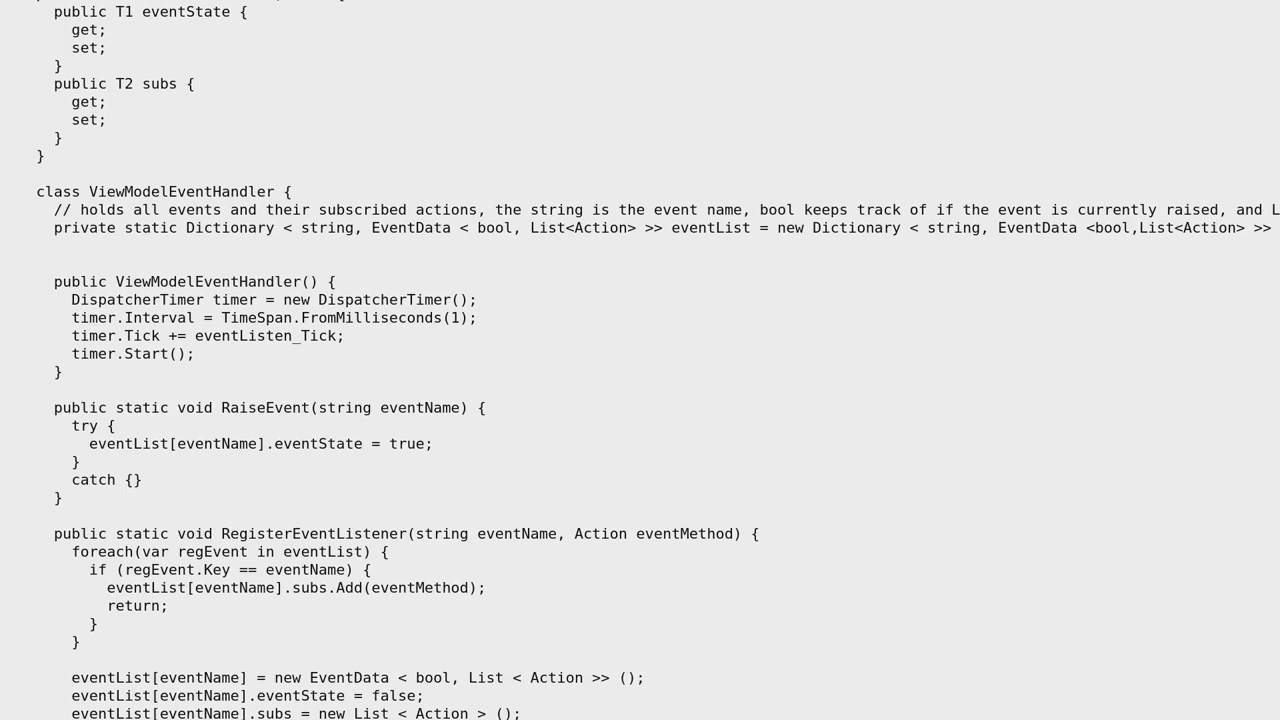 public T1 eventState {
get;
set;
}
public T2 subs {
get;
set;
}
}
class ViewModelEventHandler {
// holds all events and their subscribed actions, the string is the event name, bool keeps track of if the event is currently raised, and L
private static Dictionary < string, EventData < bool, List<Action> >> eventList = new Dictionary < string, EventData <bool,List<Action> >>
public ViewModelEventHandler() {
DispatcherTimer timer = new DispatcherTimer();
timer.Interval = TimeSpan.FromMilliseconds(1);
timer.Tick += eventListen_Tick;
timer.Start();
}
public static void RaiseEvent(string eventName) {
try {
eventList[eventName].eventState = true;
}
catch {}
}
public static void RegisterEventListener(string eventName, Action eventMethod) {
foreach(var regEvent in eventList) {
if (regEvent.Key == eventName) {
eventList[eventName].subs.Add(eventMethod);
return;
}
}
eventList[eventName] = new EventData < bool, List < Action >> ();
eventList[eventName].eventState = false;
eventList[eventName].subs = new List < Action > ();